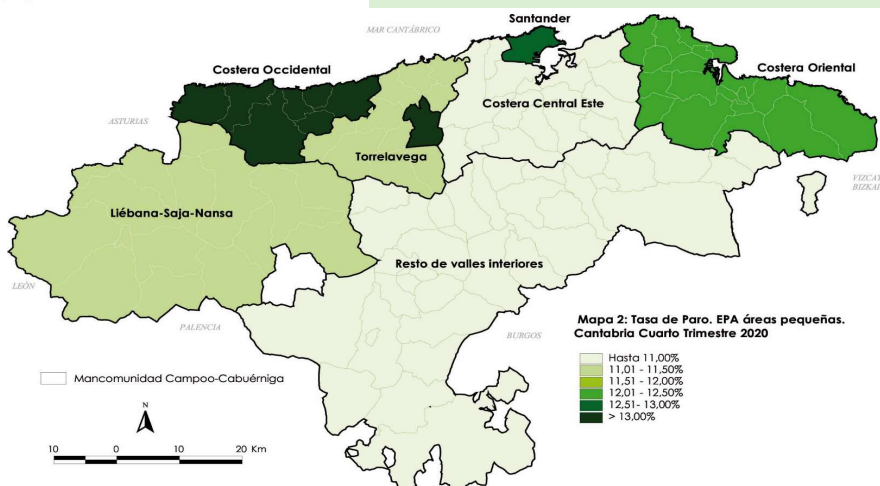 Santander
MAR CANTÁBRICO
Costera Occidental
Costera Oriental
Costera Central Este
ASTURIAS
Torrelavega
Liébana-Saja-Nansa
Resto de valles interiores
LEÓN
PALENCIA
BURGOS
Mapa 2: Tasa de Paro. EPA áreas pequeñas.
Cantabria Cuarto Trimestre 2020
Hasta 11,00%
11,01 - 11,50%
11,51 - 12,00%
12,01 - 12,50%
12,51- 13,00%
> 13,00%
Mancomunidad Campoo-Cabuérniga
N
10 0 10 20 Km